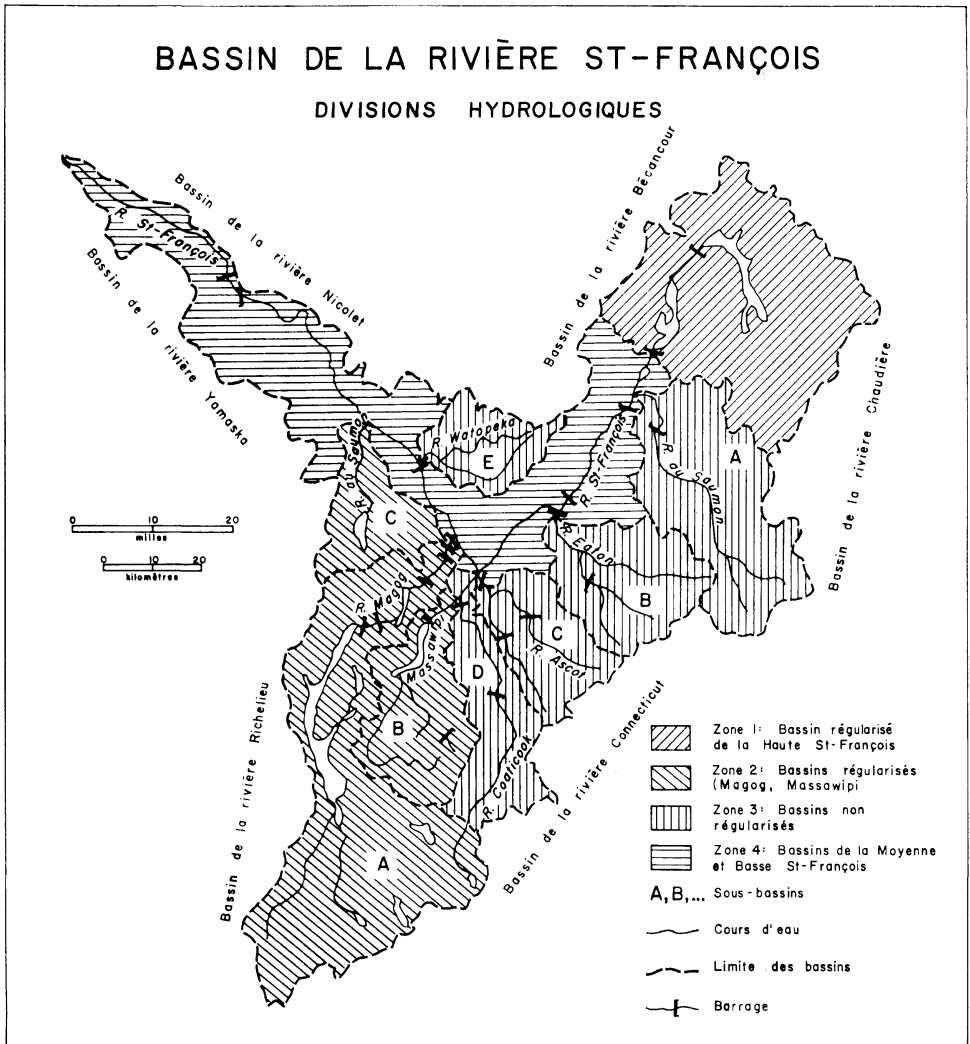 BASSIN DE LA RIVIÈRE ST-FRANÇOIS
DIVISIONS HYDROLOGIQUES
Bassin de la rivière Nicolet
R. St-François
Bassin de la rivière Yamaska
Bassin de la rivière Bécancour
Bassin de la rivière Chaudière
R. au Saumon
R. Watopeka
E
R. St-François
R. au Saumon
A
C
milles
0 10 20
kilomètres
0 10 20
R. Magog
Massawipi
R. Eaton
B
C
R. Ascot
D
B
R. Coaticook
A
Bassin de la rivière Richelieu
Bassin de la rivière Connecticut
Zone 1: Bassin régularisé
de la Haute St-François
Zone 2: Bassins régularisés
(Magog, Massawipi
Zone 3: Bassins non
régularisés
Zone 4: Bassins de la Moyenne
et Basse St-François
A, B,... Sous-bassins
Cours d'eau
Limite des bassins
Barrage